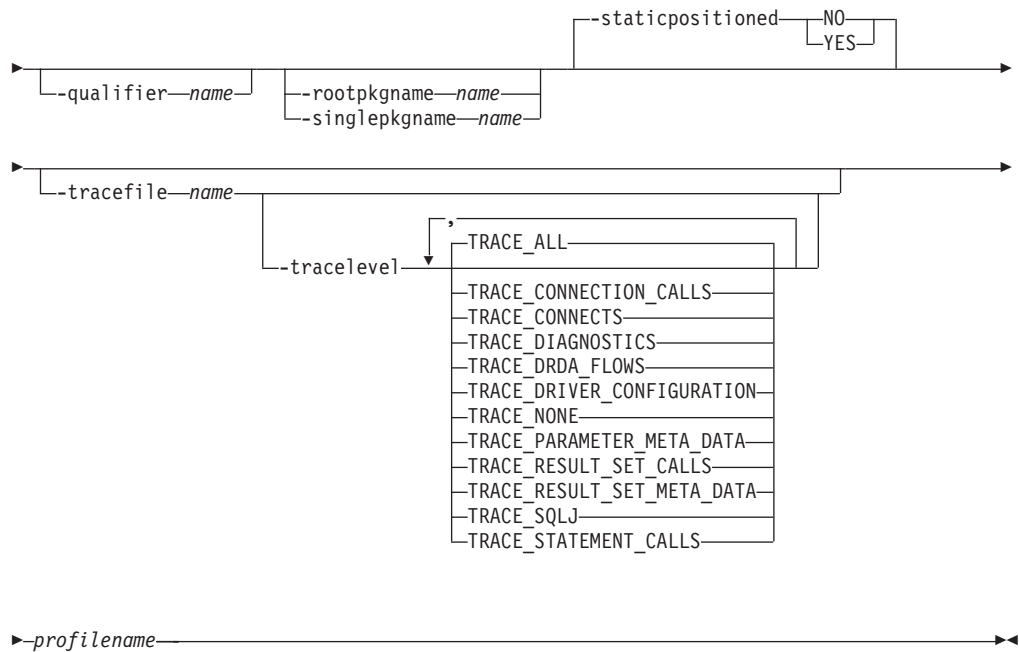 -staticpositioned NO
YES
-qualifier name -rootpkgname name
-singlepkgname name
-tracefile name
,
TRACE_ALL
-tracelevel
TRACE_CONNECTION_CALLS
TRACE_CONNECTS
TRACE_DIAGNOSTICS
TRACE_DRDA_FLOWS
TRACE_DRIVER_CONFIGURATION
TRACE_NONE
TRACE_PARAMETER_META_DATA
TRACE_RESULT_SET_CALLS
TRACE_RESULT_SET_META_DATA
TRACE_SQLJ
TRACE_STATEMENT_CALLS
profilename